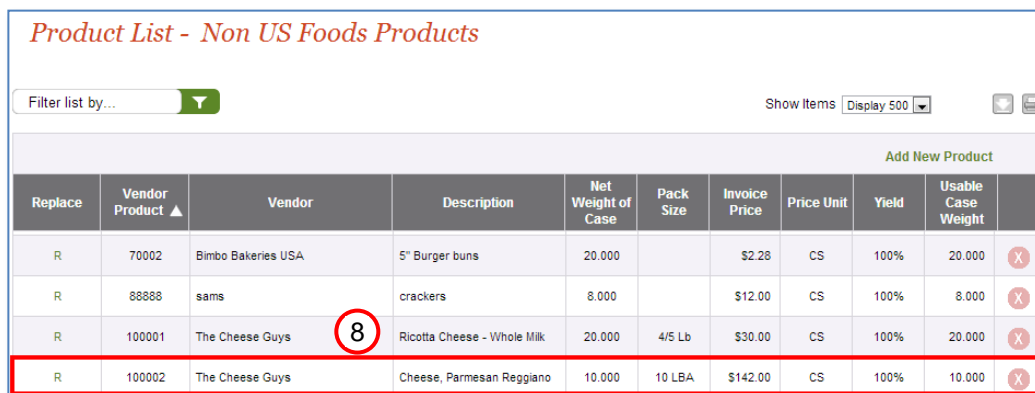 Product List - Non US Foods Products
Filter list by...
Show Items Display 500
Add New Product
Replace Vendor Product ▲ Vendor Description Net Weight of Case Pack Size Invoice Price Price Unit Yield Usable Case Weight
R 70002 Bimbo Bakeries USA 5" Burger buns 20.000 $2.28 CS 100% 20.000 X
R 88888 sams crackers 8.000 $12.00 CS 100% 8.000 X
R 100001 The Cheese Guys 8 Ricotta Cheese - Whole Milk 20.000 4/5 Lb $30.00 CS 100% 20.000 X
R 100002 The Cheese Guys Cheese, Parmesan Reggiano 10.000 10 LBA $142.00 CS 100% 10.000 X